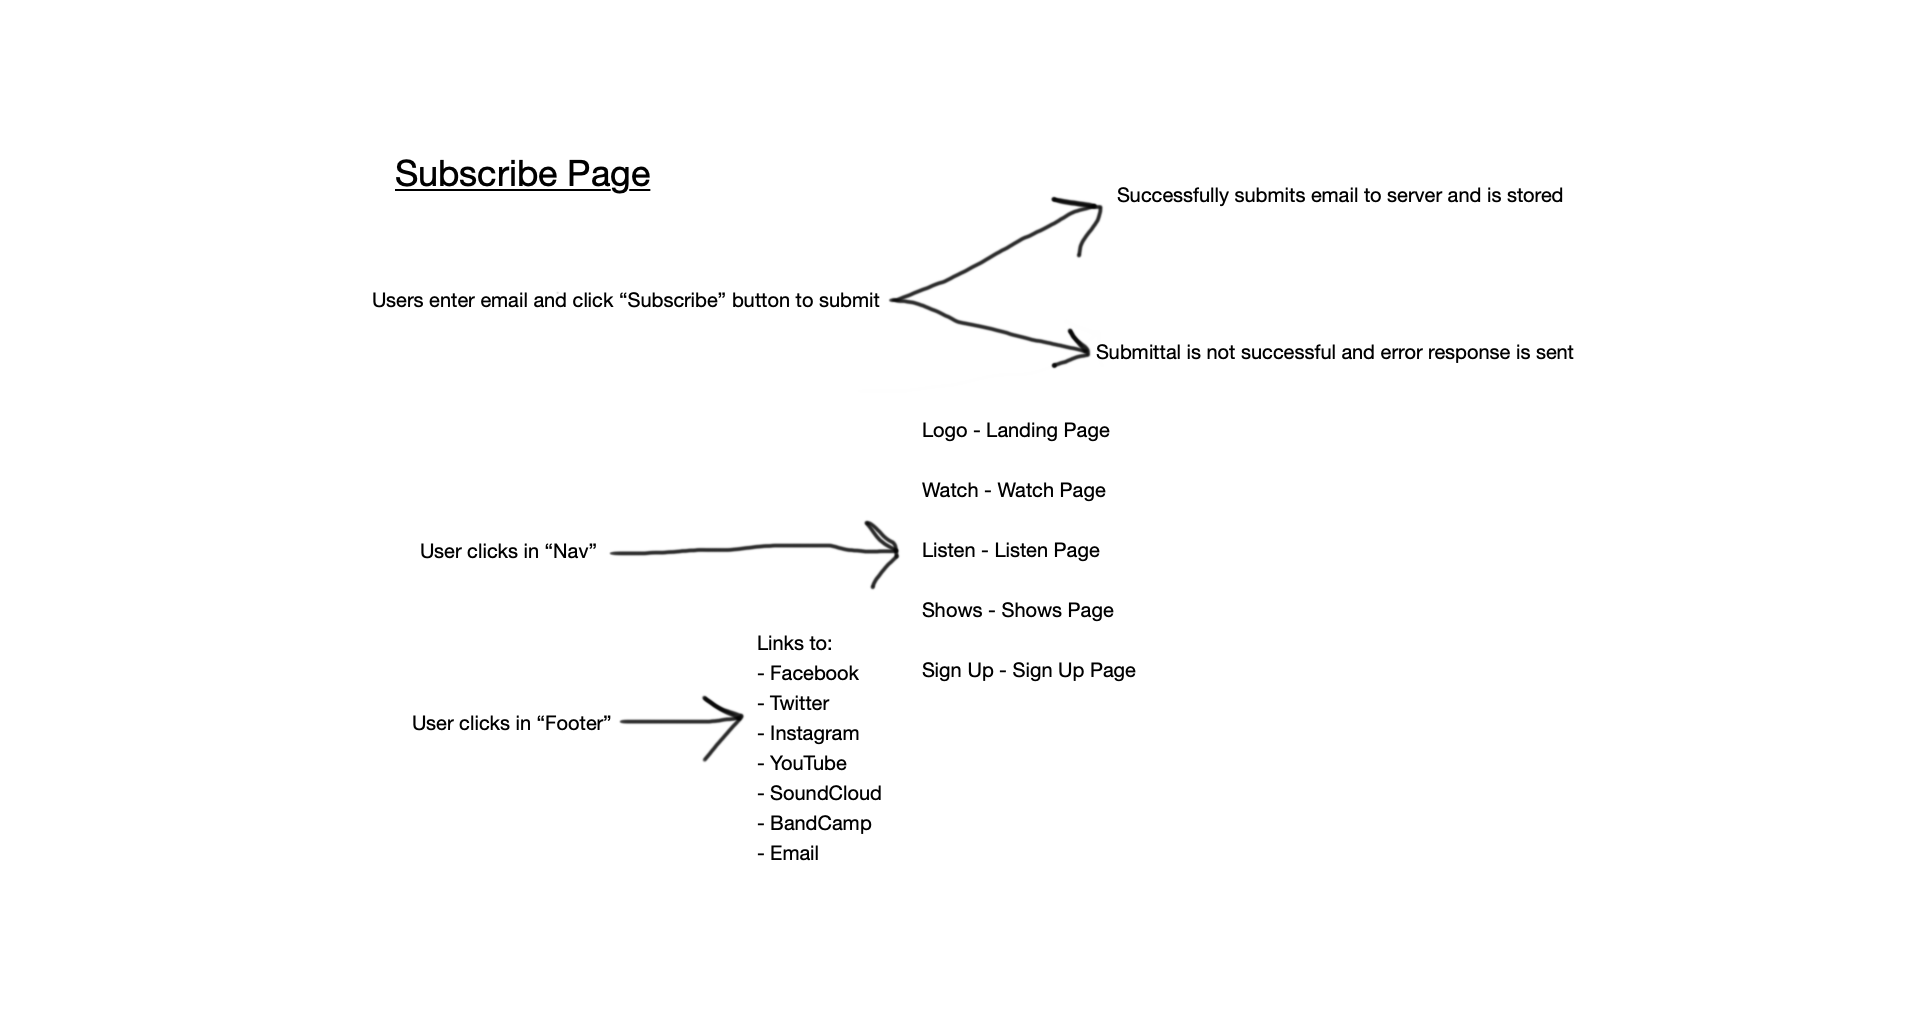 Subscribe Page
Successfully submits email to server and is stored
Users enter email and click “Subscribe” button to submit
Submittal is not successful and error response is sent
Logo - Landing Page
Watch - Watch Page
User clicks in “Nav”
Listen - Listen Page
Shows - Shows Page
Sign Up - Sign Up Page
User clicks in “Footer”
Links to:
- Facebook
- Twitter
- Instagram
- YouTube
- SoundCloud
- BandCamp
- Email